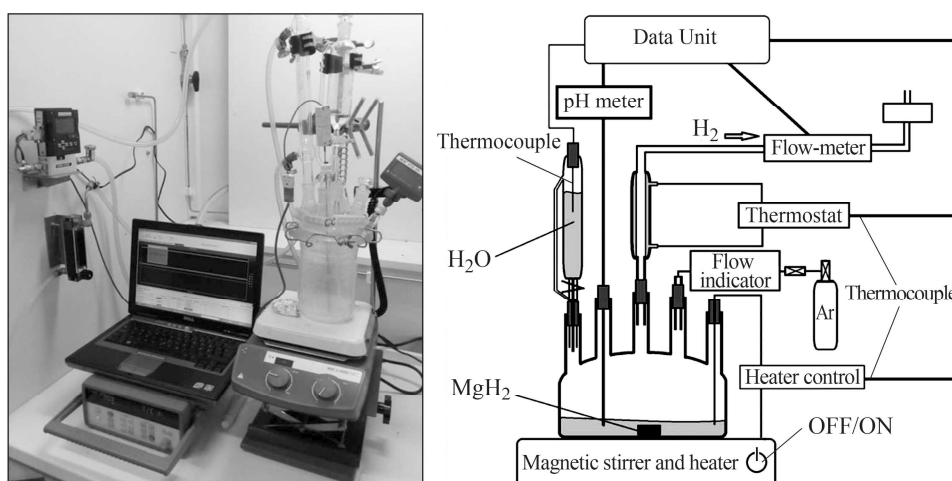 Data Unit
pH meter
H₂
Thermocouple
Flow-meter
H₂O
Thermostat
Flow
indicator
Thermocouple
Ar
MgH₂
Heater control
OFF/ON
Magnetic stirrer and heater